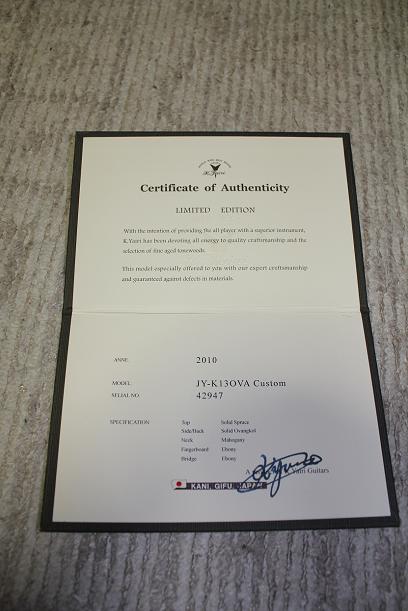 K.Yairi
Certificate of Authenticity
LIMITED EDITION
With the intention of providing the all player with a superior instrument,
K.Yairi has been devoting all energy to quality craftsmanship and the
selection of fine aged tonewoods.
This model especially offered to you with our expert craftsmanship
and guaranteed against defects in materials.
ANNE. 2010
MODEL JY-K13OVA Custom
SERIAL NO. 42947
SPECIFICATION Top Solid Spruce
Side/Back Solid Ovangkol
Neck Mahogany
Fingerboard Ebony
Bridge Ebony
Yairi Guitars
KANI, GIFU, JAPAN